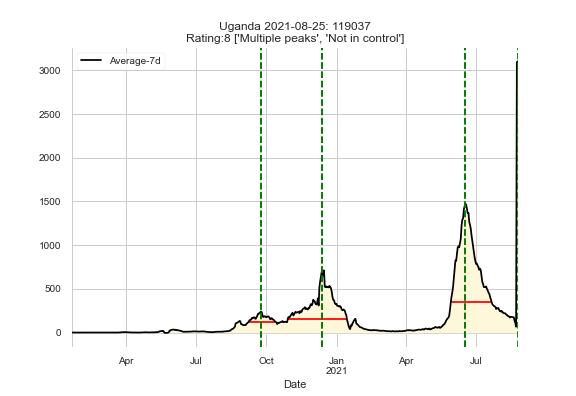 Uganda 2021-08-25: 119037
Rating:8 ['Multiple peaks', 'Not in control']
Average-7d
3000
2500
2000
1500
1000
500
0
Apr Jul Oct Jan Apr Jul
2021
Date